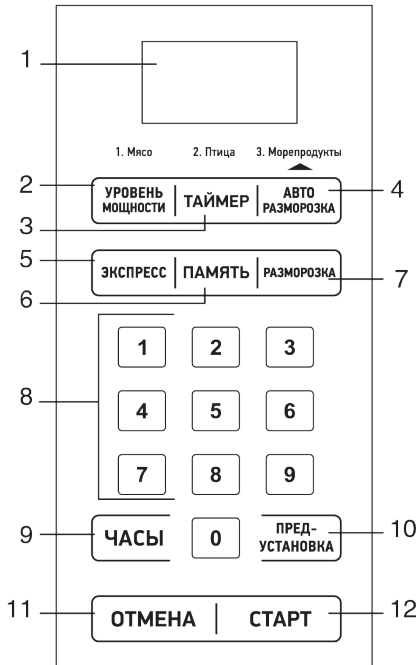 1
1. Мясо 2. Птица 3. Морепродукты
2 УРОВЕНЬ МОЩНОСТИ ТАЙМЕР АВТО РАЗМОРОЗКА 4
3
5 ЭКСПРЕСС ПАМЯТЬ РАЗМОРОЗКА 7
6
1 2 3
8 4 5 6
7 8 9
9 ЧАСЫ 0 ПРЕД-УСТАНОВКА 10
11 ОТМЕНА СТАРТ 12